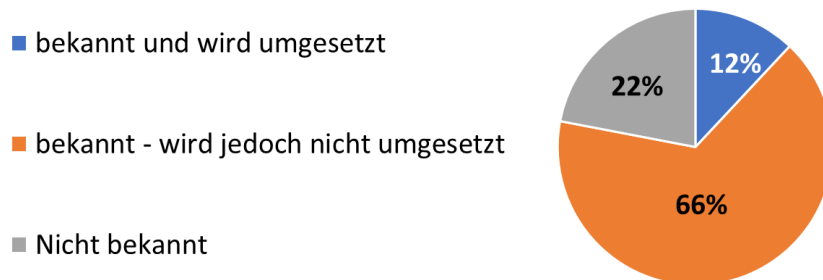 bekannt und wird umgesetzt
bekannt - wird jedoch nicht umgesetzt
Nicht bekannt
12%
22%
66%